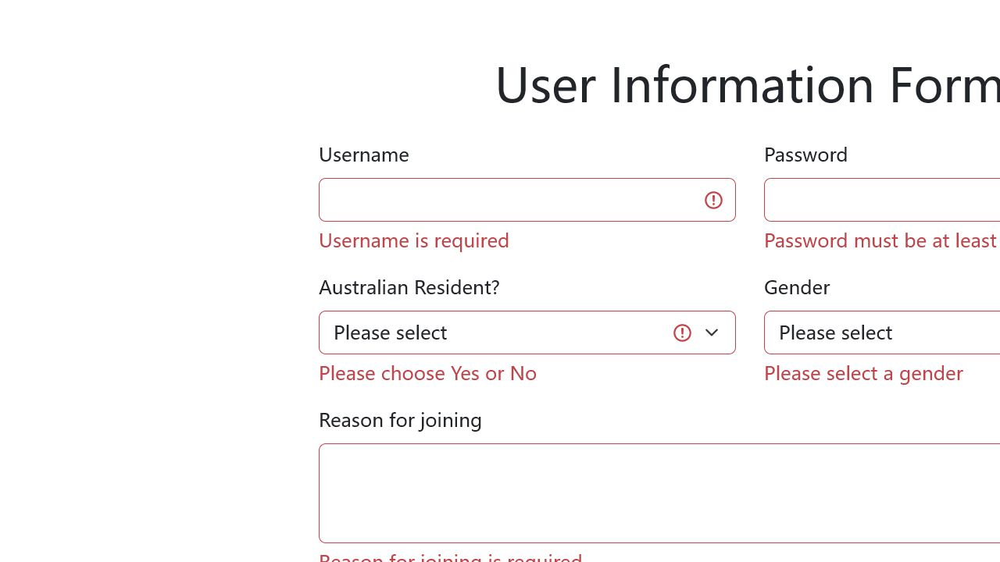 User Information Form
Username
Password
Username is required
Password must be at least
Australian Resident?
Gender
Please select
Please select
Please choose Yes or No
Please select a gender
Reason for joining
Reason for joining is required